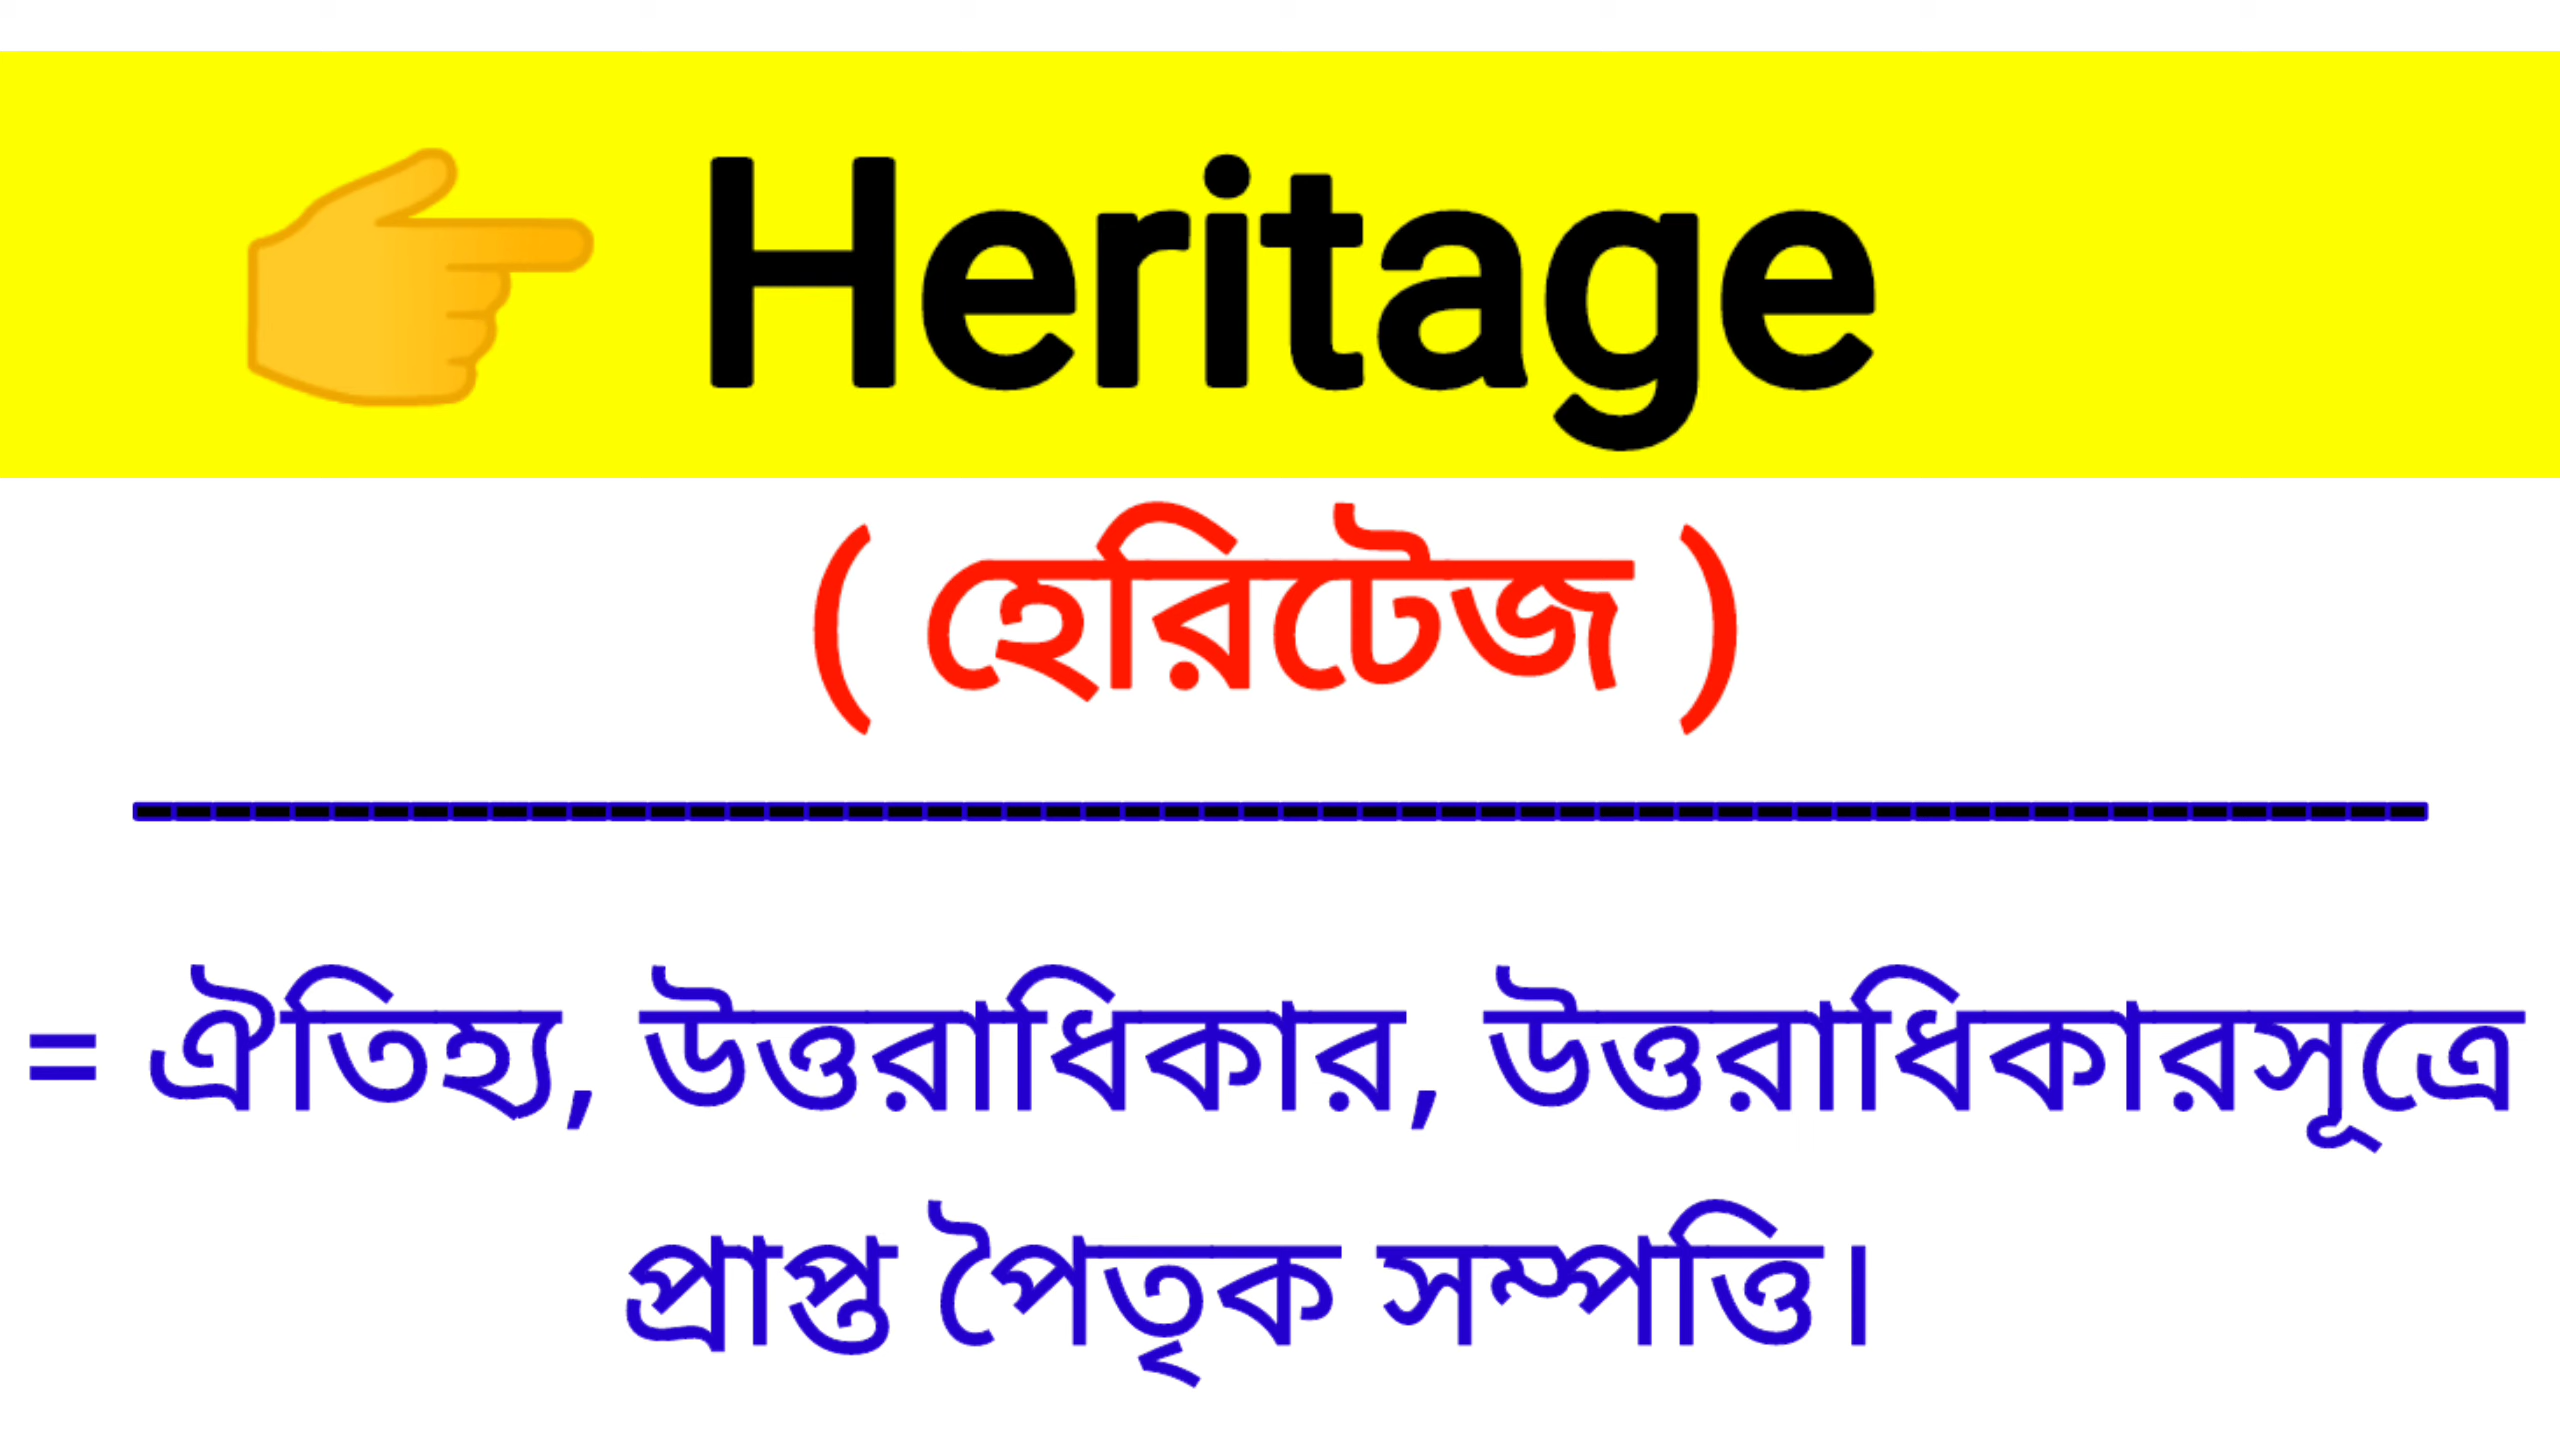 👉 Heritage
( হেরিটেজ )
----------------------------------------------------------
= ঐতিহ্য, উত্তরাধিকার, উত্তরাধিকারসূত্রে
প্রাপ্ত পৈতৃক সম্পত্তি।